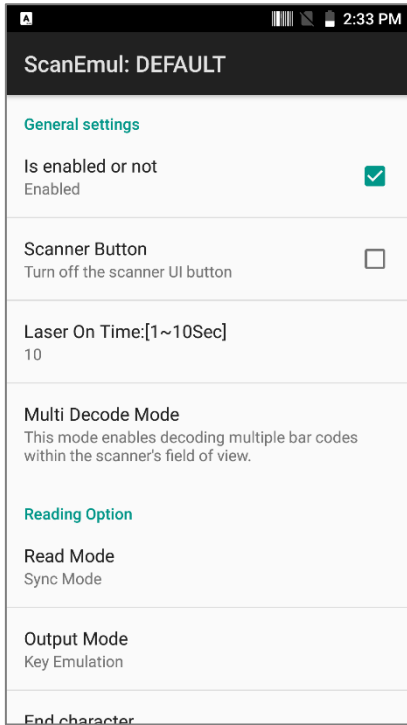 A
2:33 PM
ScanEmul: DEFAULT
General settings
Is enabled or not
Enabled
Scanner Button
Turn off the scanner UI button
Laser On Time:[1~10Sec]
10
Multi Decode Mode
This mode enables decoding multiple bar codes
within the scanner's field of view.
Reading Option
Read Mode
Sync Mode
Output Mode
Key Emulation
End character